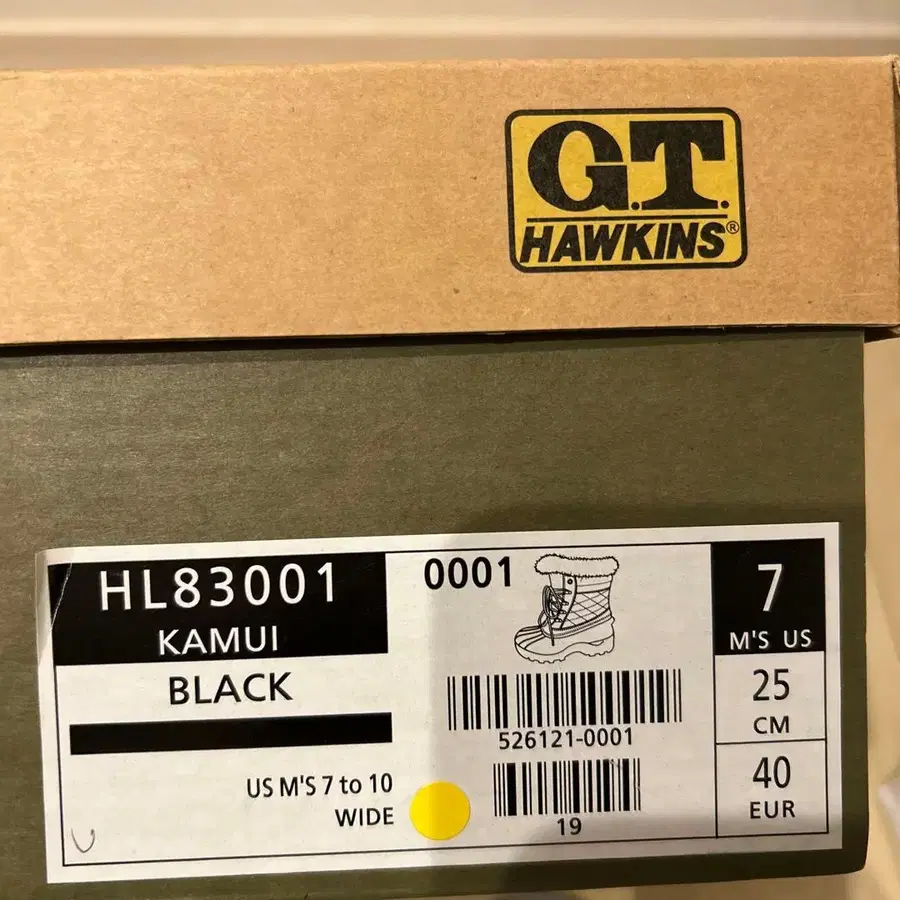 G.T.
HAWKINS®
HL83001
KAMUI
BLACK
US M'S 7 to 10
WIDE
0001
526121-0001
19
7
M'S US
25
CM
40
EUR